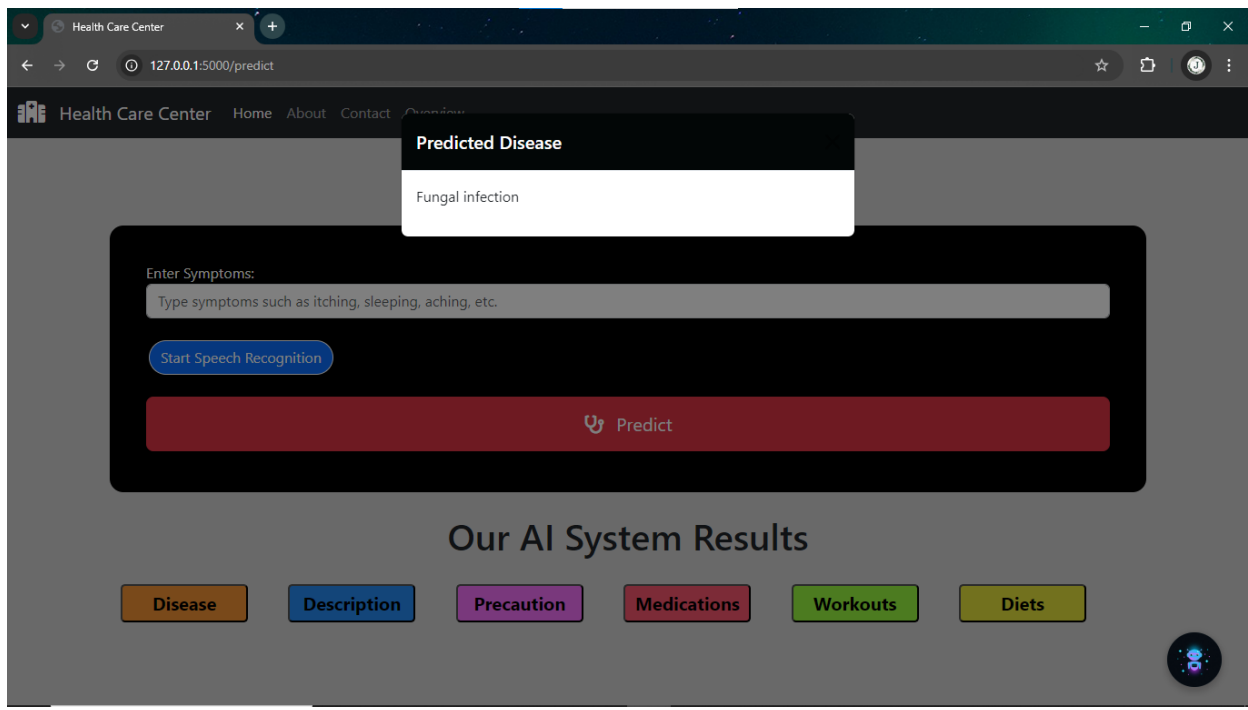 Health Care Center
127.0.0.1:5000/predict
Health Care Center Home About Contact Overview
Predicted Disease
Fungal infection
Enter Symptoms:
Type symptoms such as itching, sleeping, aching, etc.
Start Speech Recognition
Predict
Our AI System Results
Disease Description Precaution Medications Workouts Diets